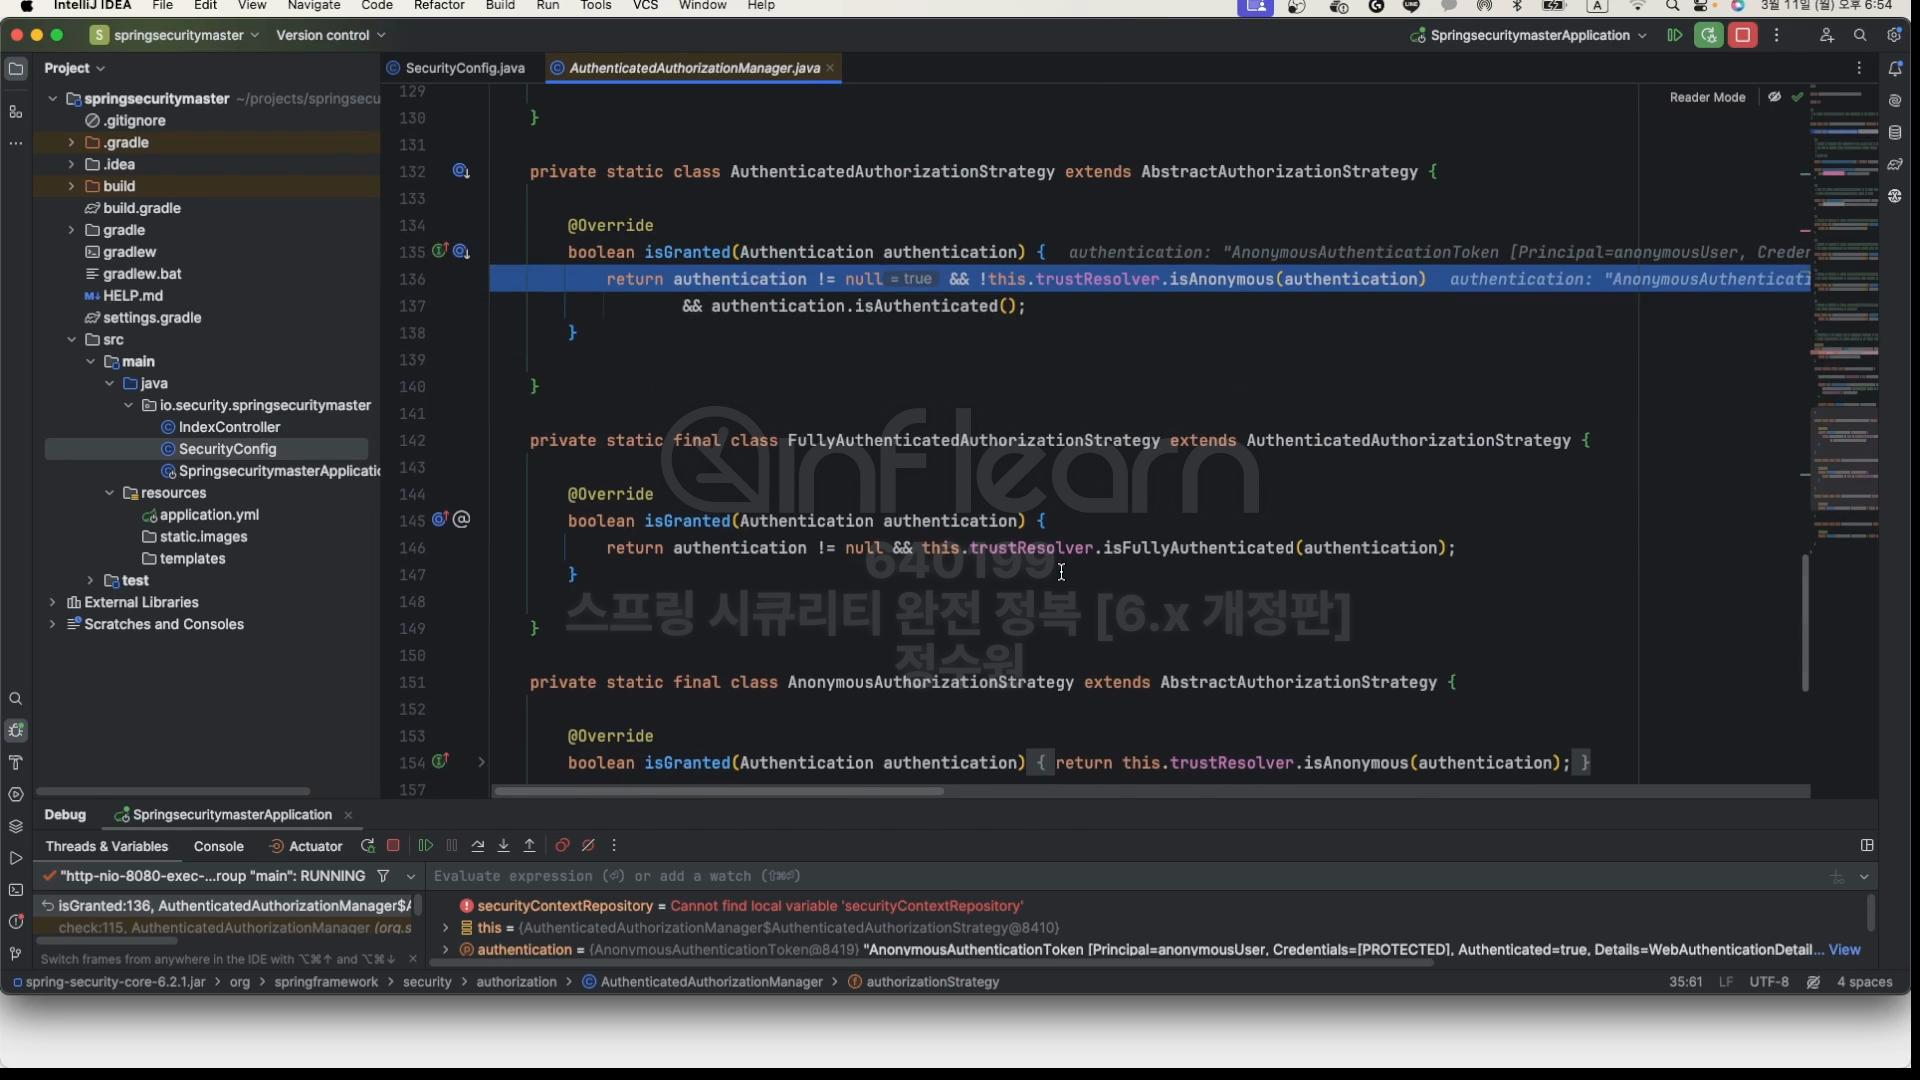 IntelliJ IDEA File Edit View Navigate Code Refactor Build Run Tools VCS Window Help A 3월 11일 (월) 오후 6:54
S springsecuritymaster Version control SpringsecuritymasterApplication
Project SecurityConfig.java AuthenticatedAuthorizationManager.java
Reader Mode
springsecuritymaster ~/projects/springsecu
.gitignore
.gradle
.idea
build
build.gradle
gradle
gradlew
gradlew.bat
HELP.md
settings.gradle
src
main
java
io.security.springsecuritymaster
IndexController
SecurityConfig
SpringsecuritymasterApplicatio
resources
application.yml
static.images
templates
test
External Libraries
Scratches and Consoles
129
130 }
131
132 private static class AuthenticatedAuthorizationStrategy extends AbstractAuthorizationStrategy {
133
134 @Override
135 boolean isGranted(Authentication authentication) { authentication: "AnonymousAuthenticationToken [Principal=anonymousUser, Creder
136 return authentication != null = true && !this.trustResolver.isAnonymous(authentication) authentication: "AnonymousAuthenticati
137 && authentication.isAuthenticated();
138 }
139
140 }
141
142 private static final class FullyAuthenticatedAuthorizationStrategy extends AuthenticatedAuthorizationStrategy {
143
144 @Override
145 boolean isGranted(Authentication authentication) {
146 return authentication != null && this.trustResolver.isFullyAuthenticated(authentication);
147 }
148
149 }
150
151 private static final class AnonymousAuthorizationStrategy extends AbstractAuthorizationStrategy {
152
153 @Override
154 boolean isGranted(Authentication authentication) { return this.trustResolver.isAnonymous(authentication); }
157
inflearn
640199
스프링 시큐리티 완전 정복 [6.x 개정판]
정수원
Debug SpringsecuritymasterApplication
Threads & Variables Console Actuator
"http-nio-8080-exec-...roup "main": RUNNING
Evaluate expression (⏎) or add a watch (⇧⌘⏎)
isGranted:136, AuthenticatedAuthorizationManager$A
check:115, AuthenticatedAuthorizationManager (org.s
Switch frames from anywhere in the IDE with ⌥⌘↑ and ⌥⌘↓
securityContextRepository = Cannot find local variable 'securityContextRepository'
this = {AuthenticatedAuthorizationManager$AuthenticatedAuthorizationStrategy@8410}
authentication = {AnonymousAuthenticationToken@8419} "AnonymousAuthenticationToken [Principal=anonymousUser, Credentials=[PROTECTED], Authenticated=true, Details=WebAuthenticationDetail... View
spring-security-core-6.2.1.jar org springframework security authorization AuthenticatedAuthorizationManager authorizationStrategy 35:61 LF UTF-8 4 spaces